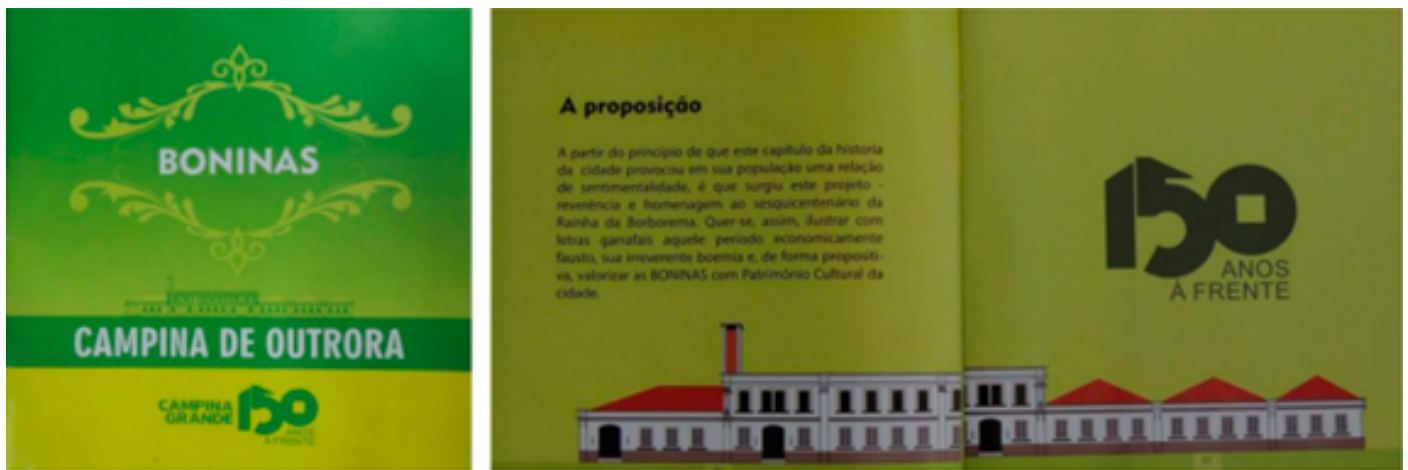 BONINAS
CAMPINA DE OUTRORA
CAMPINA
GRANDE
150
ANOS
À FRENTE
A proposição
A partir do princípio de que este capítulo da historia
da cidade provocou em sua população uma relação
de sentimentalidade, é que surgiu este projeto -
reverência e homenagem ao sesquicentenário da
Rainha da Borborema. Quer-se, assim, ilustrar com
letras garrafais aquele período economicamente
fausto, sua irreverente boemia e, de forma propositi-
va, valorizar as BONINAS com Patrimônio Cultural da
cidade.
150
ANOS
À FRENTE